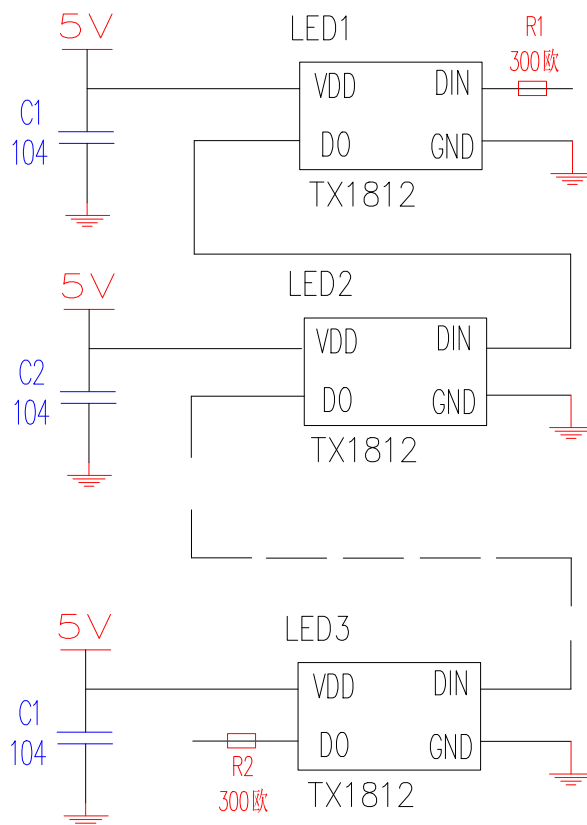 5V
LED1
R1
300欧
C1
104
VDD
DIN
DO
GND
TX1812
5V
LED2
C2
104
VDD
DIN
DO
GND
TX1812
5V
LED3
C1
104
VDD
DIN
DO
GND
R2
300欧
TX1812